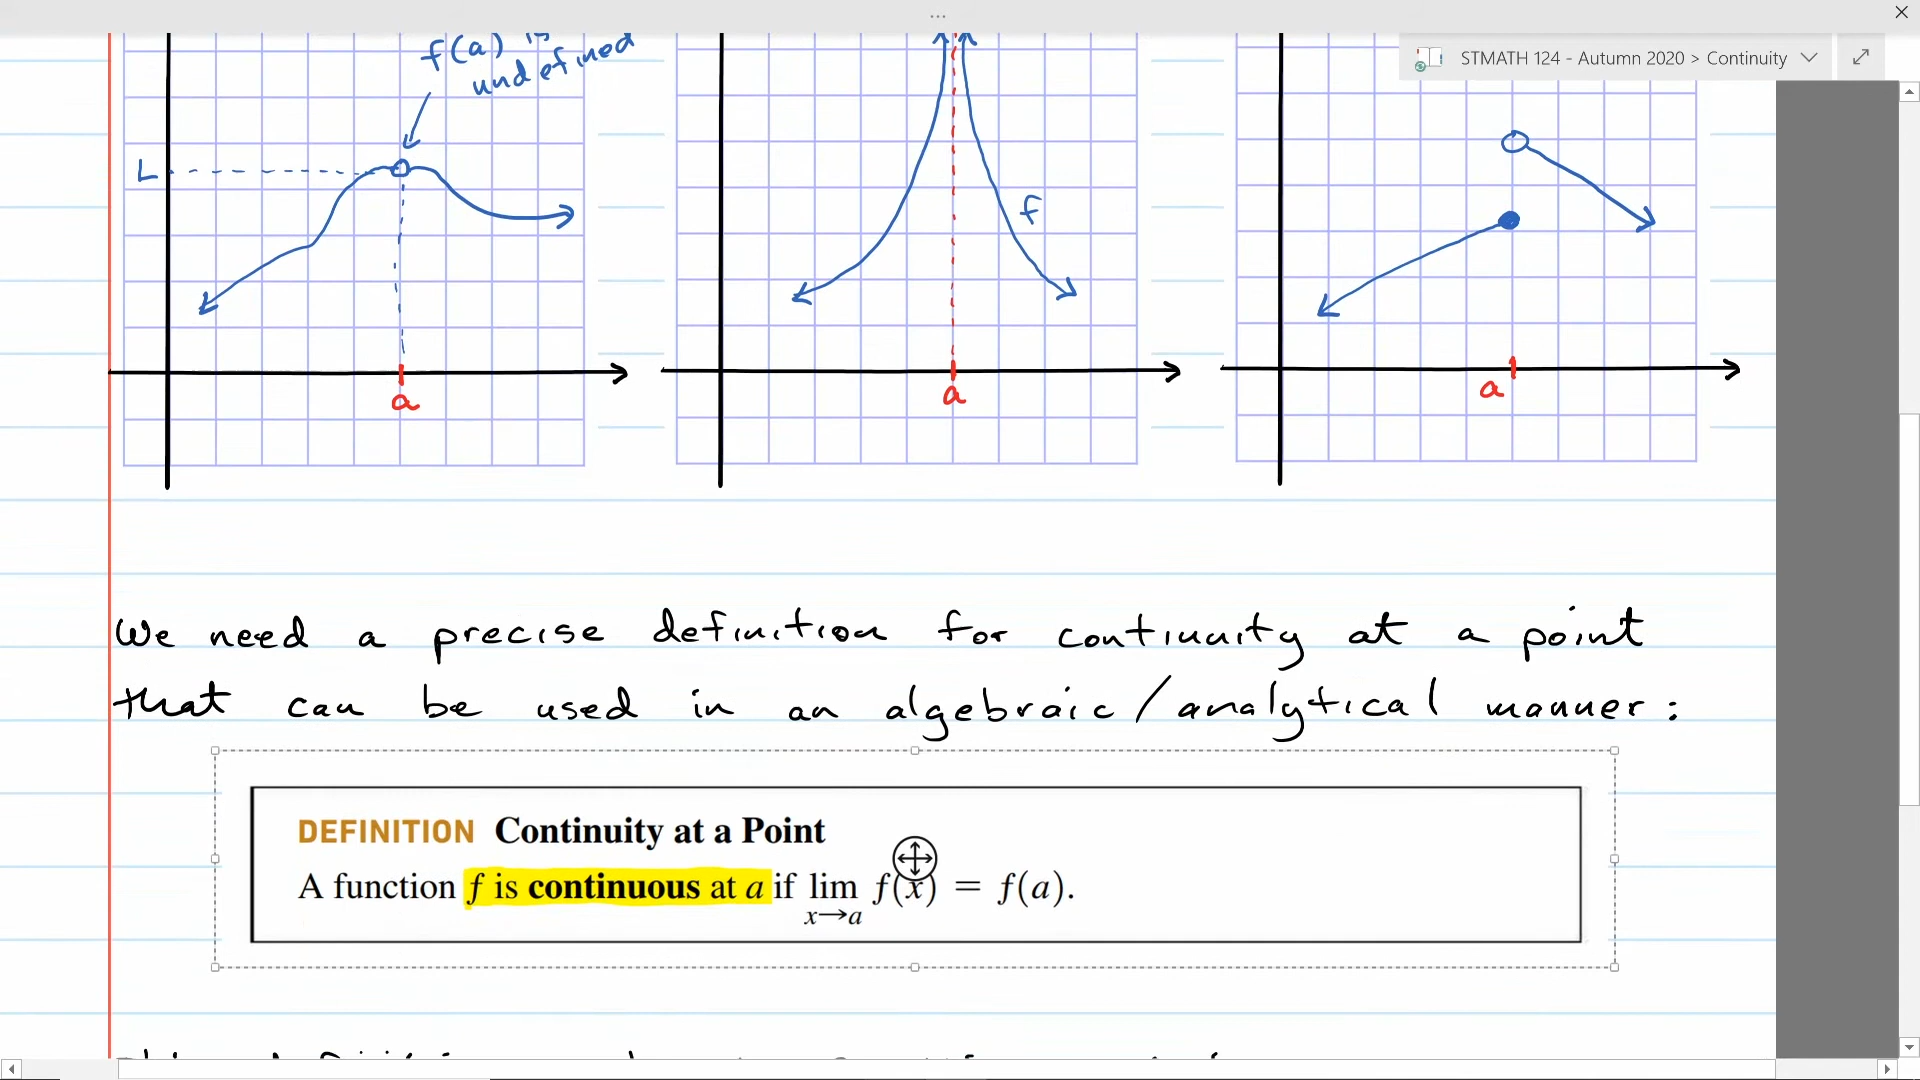 ...
STMATH 124 - Autumn 2020 > Continuity
f(a) is
undefined
L
f
a
a
a
We need a precise definition for continuity at a point
that can be used in an algebraic/analytical manner:
DEFINITION Continuity at a Point
A function f is continuous at a if lim f(x) = f(a).
x→a